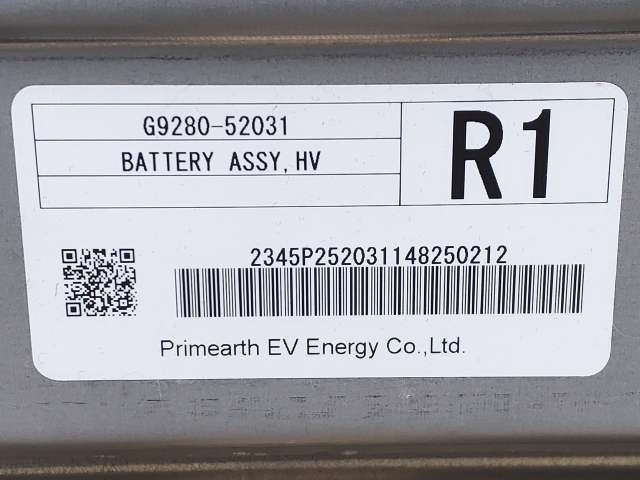 G9280-52031
BATTERY ASSY,HV
R1
2345P252031148250212
Primearth EV Energy Co.,Ltd.